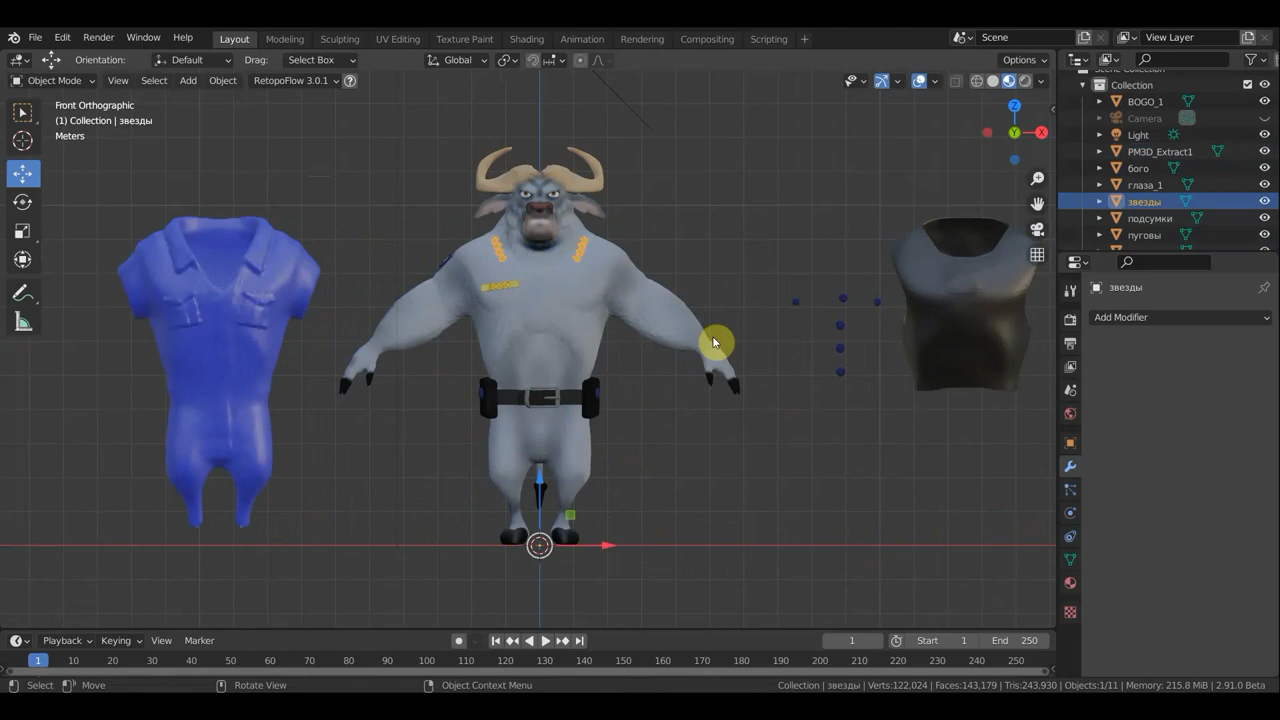 File Edit Render Window Help Layout Modeling Sculpting UV Editing Texture Paint Shading Animation Rendering Compositing Scripting + Scene View Layer
Orientation: Default Drag: Select Box Global Options
Object Mode View Select Add Object RetopoFlow 3.0.1
Front Orthographic
(1) Collection | звезды
Meters
Z
Y
X
Collection
BOGO_1
Camera
Light
PM3D_Extract1
бого
глаза_1
звезды
подсумки
пуговы
звезды
Add Modifier
Playback Keying View Marker 1 Start 1 End 250
1 10 20 30 40 50 60 70 80 90 100 110 120 130 140 150 160 170 180 190 200 210 220 230 240 250
Select Move Rotate View Object Context Menu Collection | звезды | Verts:122,024 | Faces:143,179 | Tris:243,930 | Objects:1/11 | Memory: 215.8 MiB | 2.91.0 Beta